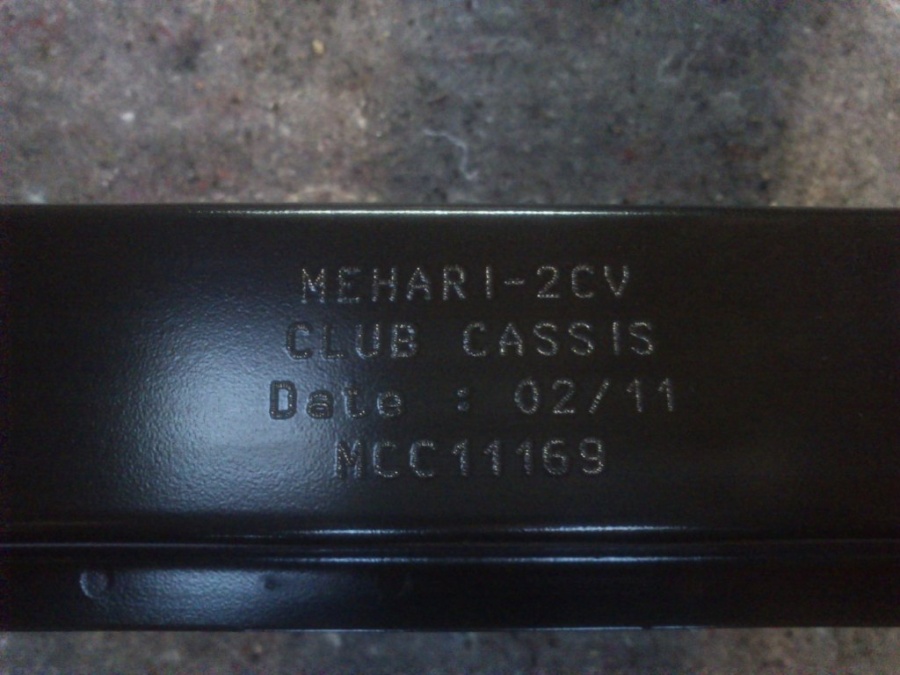 MEHARI-2CV
CLUB CASSIS
Date : 02/11
MCC11169